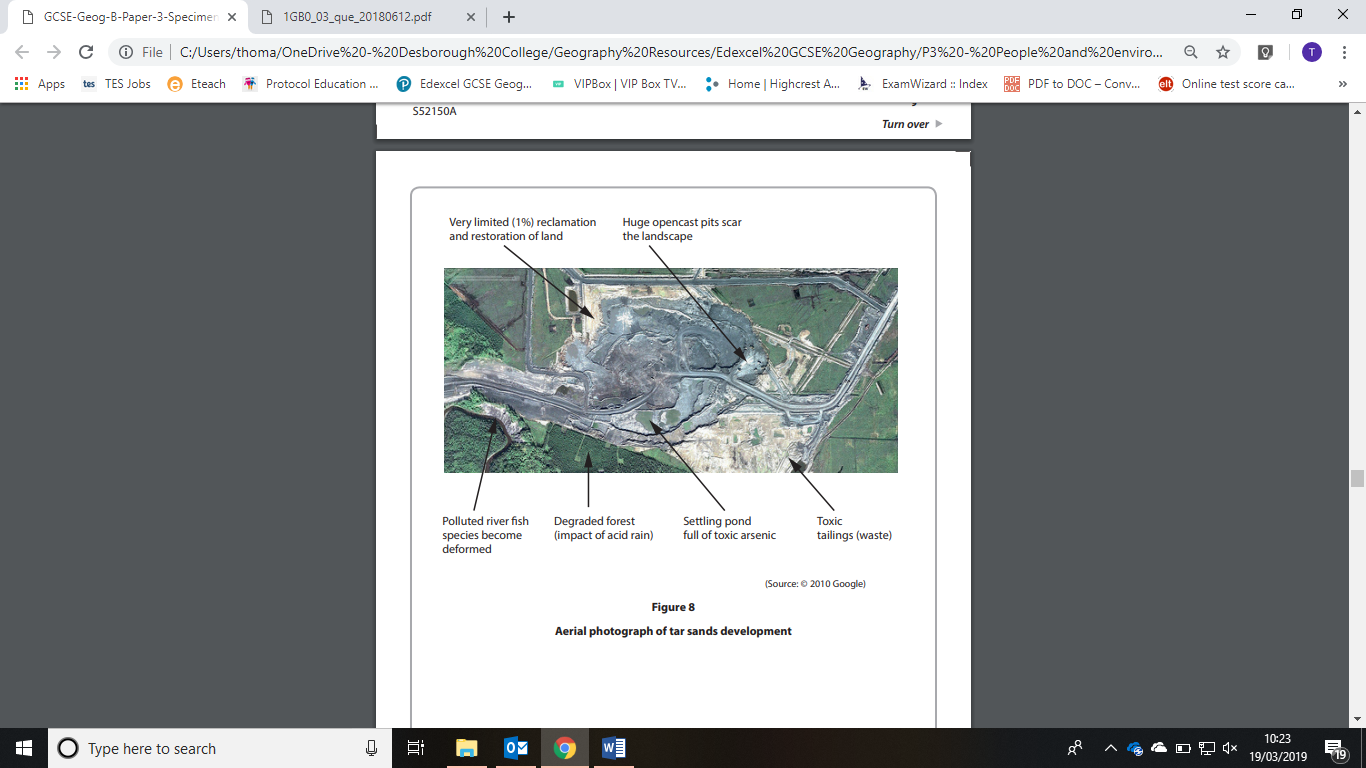 GCSE-Geog-B-Paper-3-Specimen
1GB0_03_que_20180612.pdf
File
C:/Users/thoma/OneDrive%20-%20Desborough%20College/Geography%20Resources/Edexcel%20GCSE%20Geography/P3%20-%20People%20and%20enviro...
T
Apps
tes TES Jobs
e Eteach
Protocol Education ...
Edexcel GCSE Geog...
VIPBox | VIP Box TV...
Home | Highcrest A...
ExamWizard :: Index
PDF DOC PDF to DOC – Conv...
elt Online test score ca...
»
S52150A
Turn over
Very limited (1%) reclamation
and restoration of land
Huge opencast pits scar
the landscape
Polluted river fish
species become
deformed
Degraded forest
(impact of acid rain)
Settling pond
full of toxic arsenic
Toxic
tailings (waste)
(Source: © 2010 Google)
Figure 8
Aerial photograph of tar sands development
Type here to search
10:23
19/03/2019
19